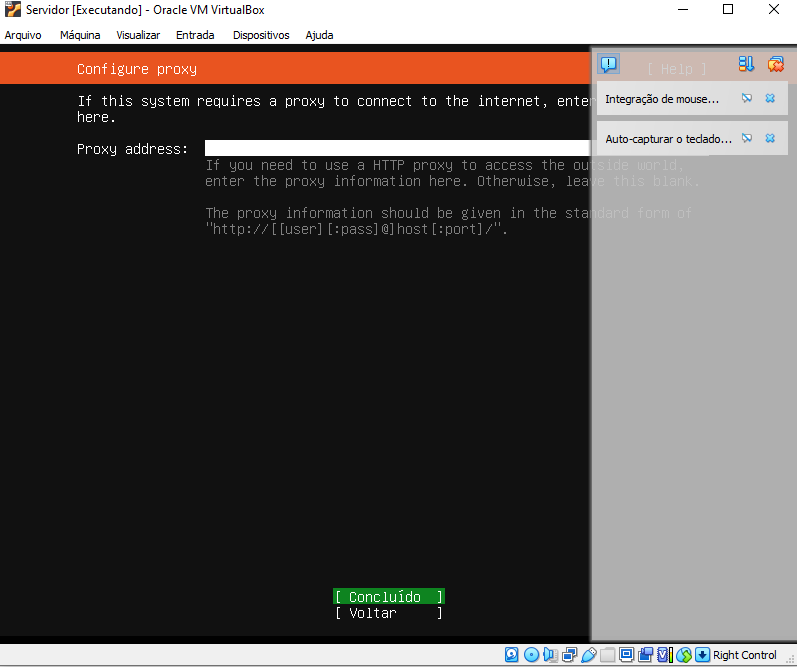 Servidor [Executando] - Oracle VM VirtualBox
Arquivo Máquina Visualizar Entrada Dispositivos Ajuda
Configure proxy [ Help ]
If this system requires a proxy to connect to the internet, enter
here.
Proxy address:
If you need to use a HTTP proxy to access the outside world,
enter the proxy information here. Otherwise, leave this blank.
The proxy information should be given in the standard form of
"http://[[user][:pass]@]host[:port]/".
Integração de mouse...
Auto-capturar o teclado...
[ Concluído ]
[ Voltar ]
Right Control